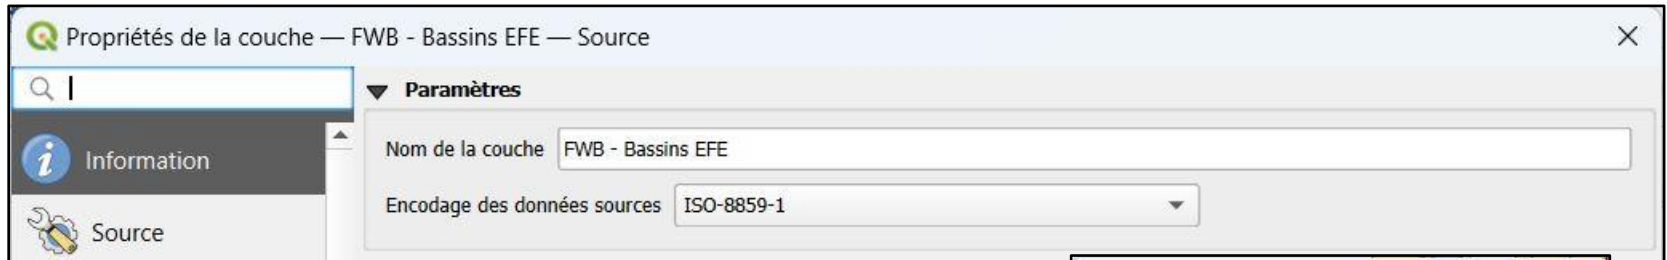 Propriétés de la couche — FWB - Bassins EFE — Source
Paramètres
Information
Nom de la couche FWB - Bassins EFE
Encodage des données sources ISO-8859-1
Source